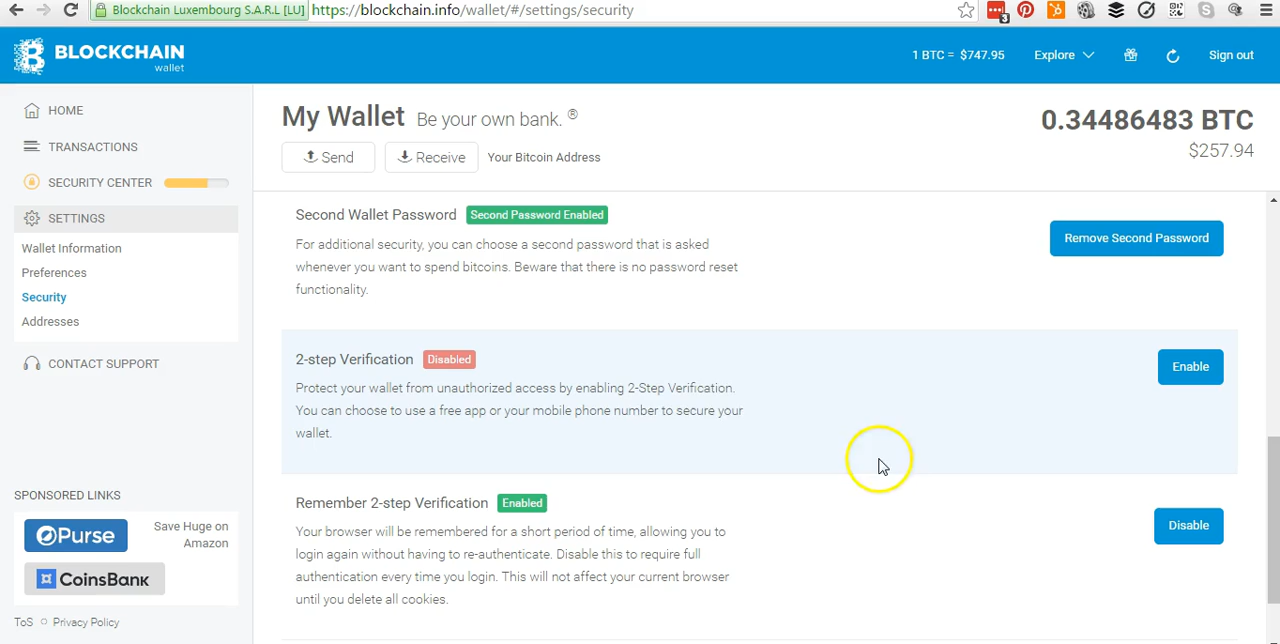 Blockchain Luxembourg S.A.R.L [LU] https://blockchain.info/wallet/#/settings/security
3
BLOCKCHAIN
wallet
1 BTC = $747.95 Explore Sign out
HOME
TRANSACTIONS
SECURITY CENTER
SETTINGS
Wallet Information
Preferences
Security
Addresses
CONTACT SUPPORT
SPONSORED LINKS
Purse
Save Huge on
Amazon
CoinsBank
ToS Privacy Policy
My Wallet Be your own bank. ®
0.34486483 BTC
$257.94
Send Receive Your Bitcoin Address
Second Wallet Password Second Password Enabled
For additional security, you can choose a second password that is asked
whenever you want to spend bitcoins. Beware that there is no password reset
functionality.
Remove Second Password
2-step Verification Disabled
Protect your wallet from unauthorized access by enabling 2-Step Verification.
You can choose to use a free app or your mobile phone number to secure your
wallet.
Enable
Remember 2-step Verification Enabled
Your browser will be remembered for a short period of time, allowing you to
login again without having to re-authenticate. Disable this to require full
authentication every time you login. This will not affect your current browser
until you delete all cookies.
Disable